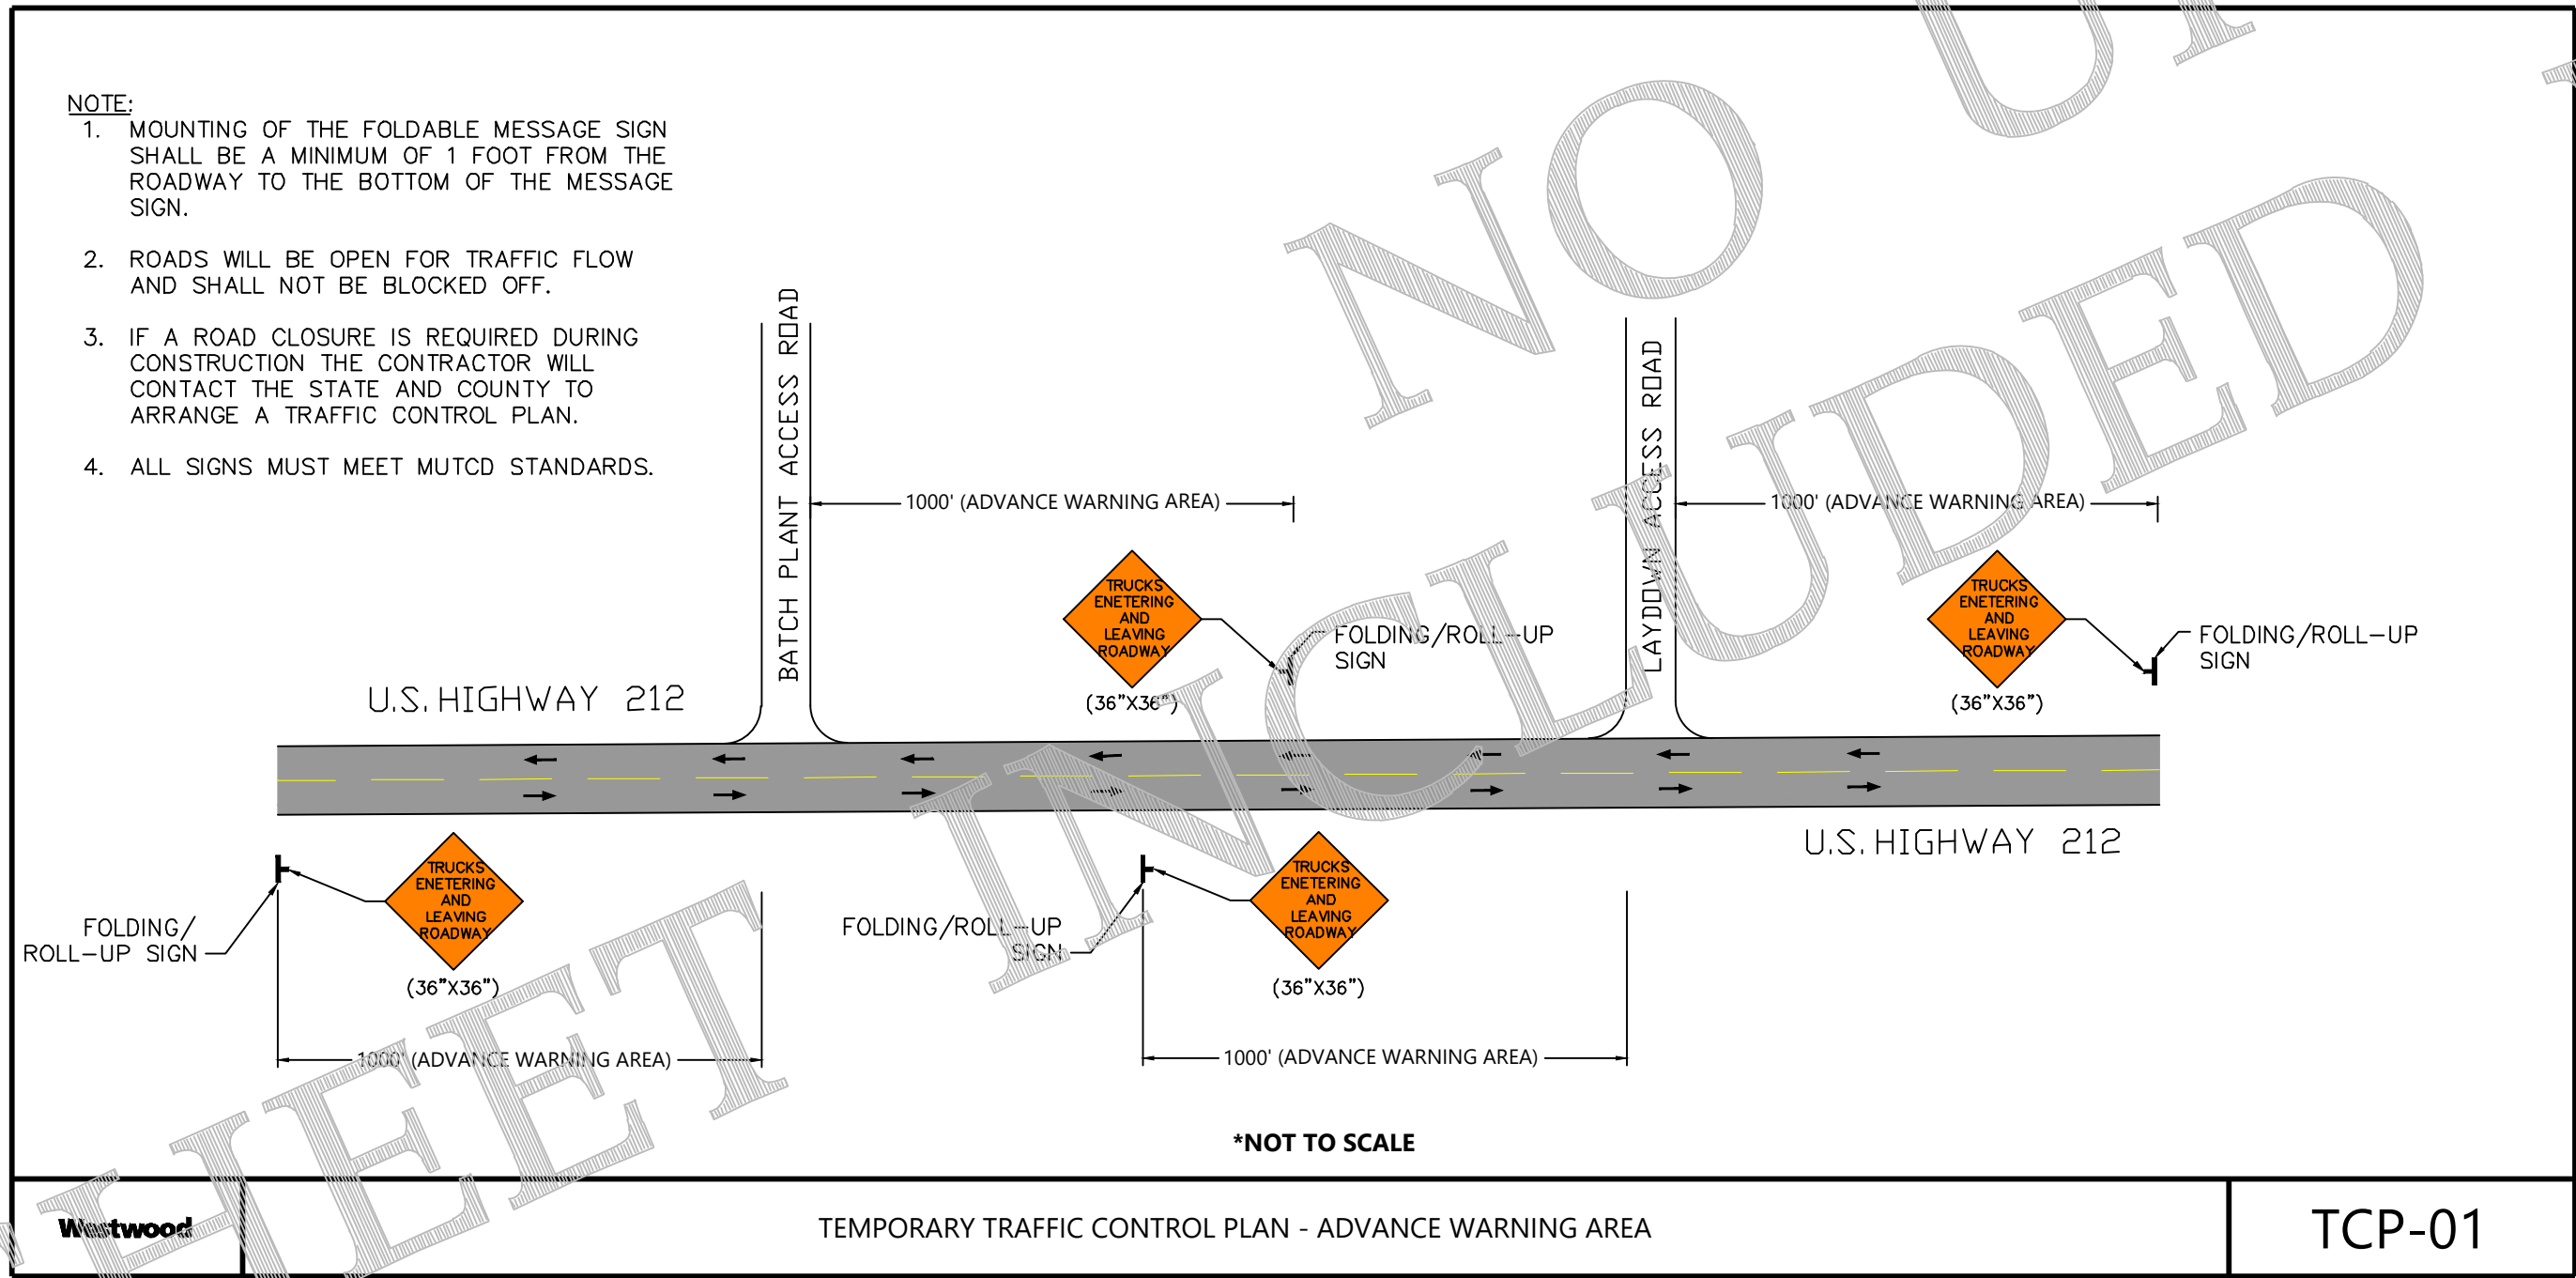 NOTE:
1. MOUNTING OF THE FOLDABLE MESSAGE SIGN
SHALL BE A MINIMUM OF 1 FOOT FROM THE
ROADWAY TO THE BOTTOM OF THE MESSAGE
SIGN.
2. ROADS WILL BE OPEN FOR TRAFFIC FLOW
AND SHALL NOT BE BLOCKED OFF.
3. IF A ROAD CLOSURE IS REQUIRED DURING
CONSTRUCTION THE CONTRACTOR WILL
CONTACT THE STATE AND COUNTY TO
ARRANGE A TRAFFIC CONTROL PLAN.
4. ALL SIGNS MUST MEET MUTCD STANDARDS.
BATCH PLANT ACCESS ROAD
LAYDOWN ACCESS ROAD
1000' (ADVANCE WARNING AREA)
1000' (ADVANCE WARNING AREA)
TRUCKS
ENETERING
AND
LEAVING
ROADWAY
(36"X36")
FOLDING/ROLL-UP
SIGN
TRUCKS
ENETERING
AND
LEAVING
ROADWAY
(36"X36")
FOLDING/ROLL-UP
SIGN
U.S. HIGHWAY 212
U.S. HIGHWAY 212
FOLDING/
ROLL-UP SIGN
TRUCKS
ENETERING
AND
LEAVING
ROADWAY
(36"X36")
FOLDING/ROLL-UP
SIGN
TRUCKS
ENETERING
AND
LEAVING
ROADWAY
(36"X36")
1000' (ADVANCE WARNING AREA)
1000' (ADVANCE WARNING AREA)
*NOT TO SCALE
Westwood
TEMPORARY TRAFFIC CONTROL PLAN - ADVANCE WARNING AREA
TCP-01
NO
HEET INCLUDED